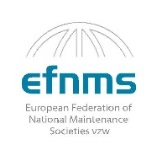 efnms
European Federation of
National Maintenance
Societies vzw